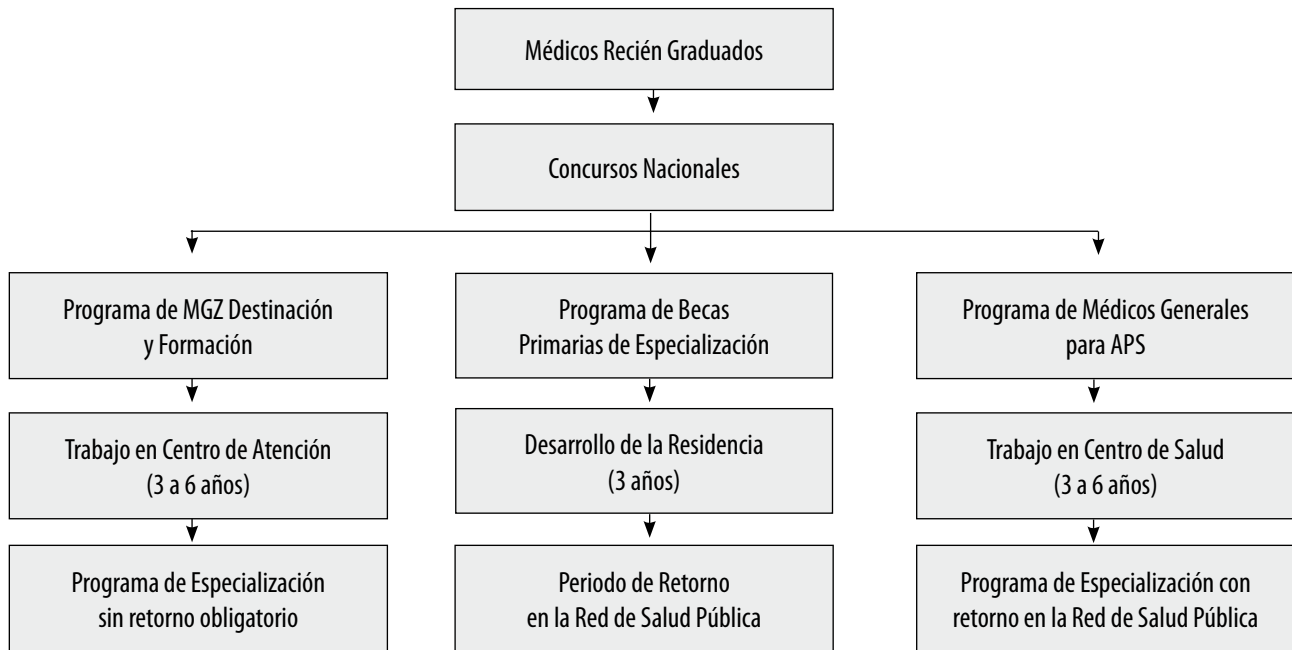 Médicos Recién Graduados
Concursos Nacionales
Programa de MGZ Destinación
y Formación
Programa de Becas
Primarias de Especialización
Programa de Médicos Generales
para APS
Trabajo en Centro de Atención
(3 a 6 años)
Desarrollo de la Residencia
(3 años)
Trabajo en Centro de Salud
(3 a 6 años)
Programa de Especialización
sin retorno obligatorio
Periodo de Retorno
en la Red de Salud Pública
Programa de Especialización con
retorno en la Red de Salud Pública